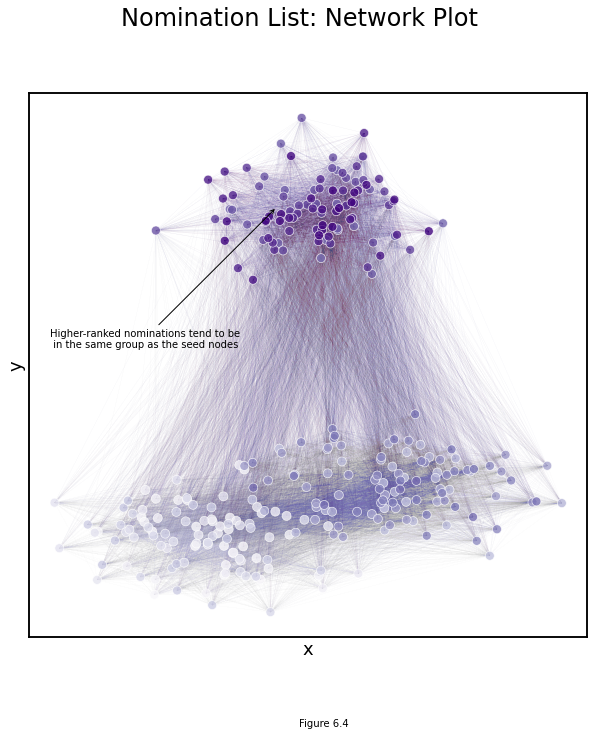 Nomination List: Network Plot
Higher-ranked nominations tend to be
in the same group as the seed nodes
y
x
Figure 6.4